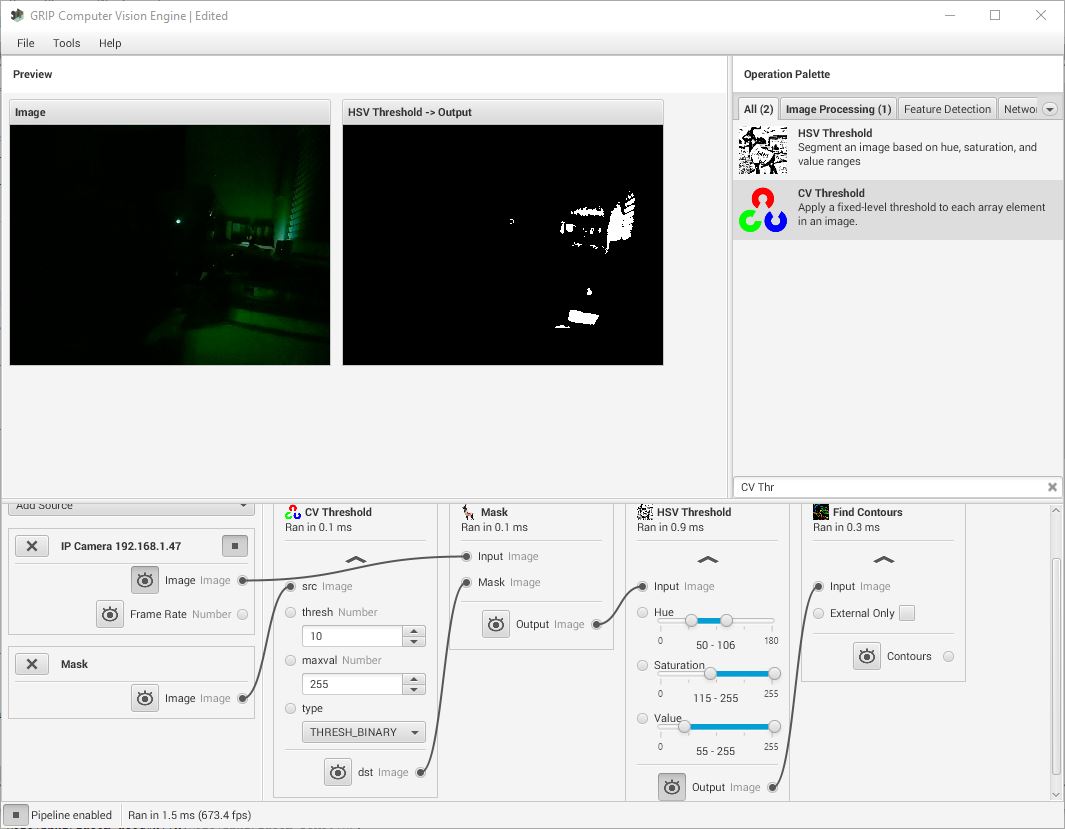 GRIP Computer Vision Engine | Edited
File Tools Help
Preview
Operation Palette
Image
HSV Threshold -> Output
All (2) Image Processing (1) Feature Detection Netwo
HSV Threshold
Segment an image based on hue, saturation, and
value ranges
CV Threshold
Apply a fixed-level threshold to each array element
in an image.
CV Thr
Add Source
IP Camera 192.168.1.47
Image Image
Frame Rate Number
Mask
Image Image
CV Threshold
Ran in 0.1 ms
src Image
thresh Number
10
maxval Number
255
type
THRESH_BINARY
dst Image
Mask
Ran in 0.1 ms
Input Image
Mask Image
Output Image
HSV Threshold
Ran in 0.9 ms
Input Image
Hue
0 180
50 - 106
Saturation
0 255
115 - 255
Value
0 255
55 - 255
Output Image
Find Contours
Ran in 0.3 ms
Input Image
External Only
Contours
Pipeline enabled Ran in 1.5 ms (673.4 fps)